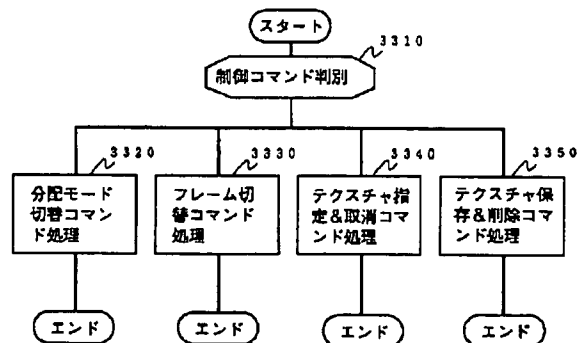 スタート
3310
制御コマンド判別
3320
3330
3340
3350
分配モード
切替コマン
ド処理
フレーム切
替コマンド
処理
テクスチャ指
定&取消コマ
ンド処理
テクスチャ保
存&削除コマ
ンド処理
エンド
エンド
エンド
エンド